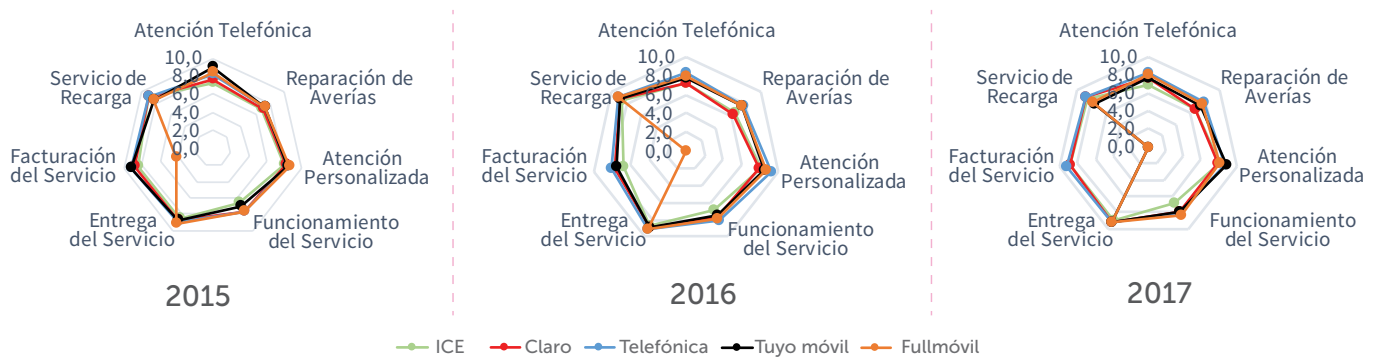 Atención Telefónica
10,0
8,0
6,0
4,0
2,0
0,0
Reparación de
Averías
Atención
Personalizada
Funcionamiento
del Servicio
Entrega
del Servicio
Facturación
del Servicio
Servicio de
Recarga
2015
Atención Telefónica
10,0
8,0
6,0
4,0
2,0
0,0
Reparación de
Averías
Atención
Personalizada
Funcionamiento
del Servicio
Entrega
del Servicio
Facturación
del Servicio
Servicio de
Recarga
2016
Atención Telefónica
10,0
8,0
6,0
4,0
2,0
0,0
Reparación de
Averías
Atención
Personalizada
Funcionamiento
del Servicio
Entrega
del Servicio
Facturación
del Servicio
Servicio de
Recarga
2017
ICE Claro Telefónica Tuyo móvil Fullmóvil